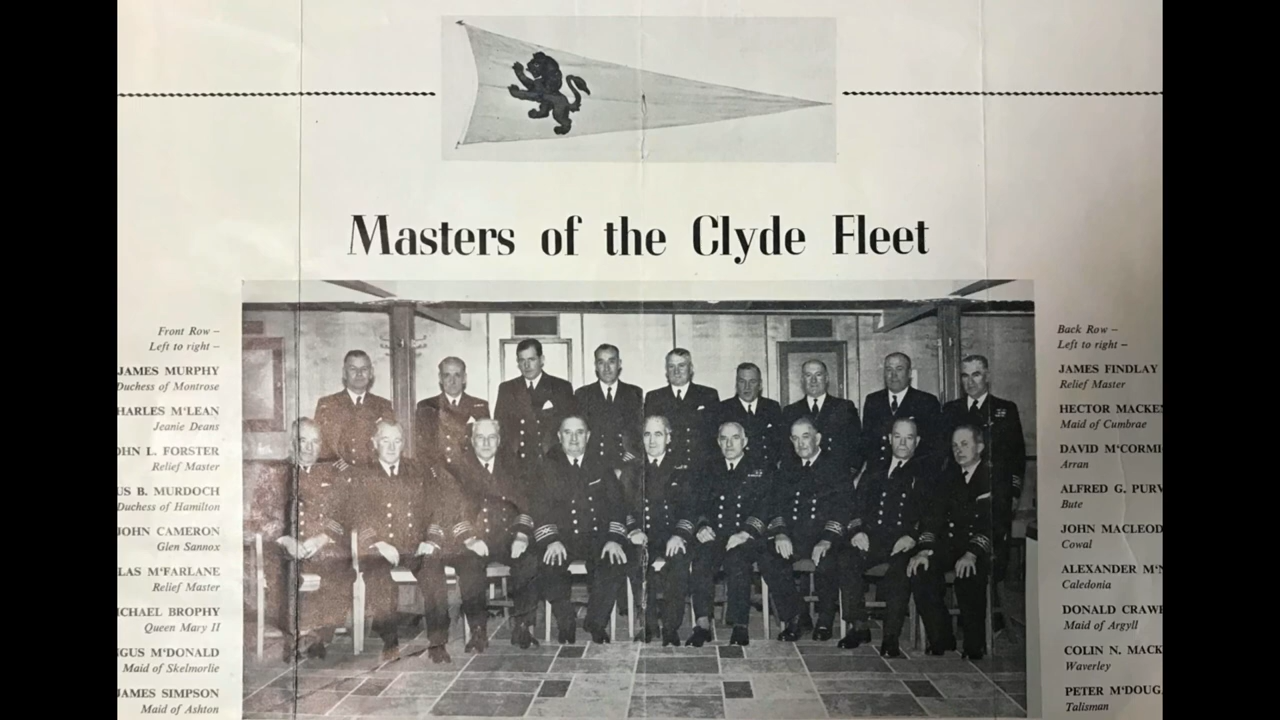 Masters of the Clyde Fleet
Front Row –
Left to right –
JAMES MURPHY
Duchess of Montrose
HARLES M‘LEAN
Jeanie Deans
OHN L. FORSTER
Relief Master
US B. MURDOCH
Duchess of Hamilton
JOHN CAMERON
Glen Sannox
LAS M‘FARLANE
Relief Master
ICHAEL BROPHY
Queen Mary II
GUS M‘DONALD
Maid of Skelmorlie
JAMES SIMPSON
Maid of Ashton
Back Row –
Left to right –
JAMES FINDLAY
Relief Master
HECTOR MACKEN
Maid of Cumbrae
DAVID M‘CORMI
Arran
ALFRED G. PURV
Bute
JOHN MACLEOD
Cowal
ALEXANDER M‘N
Caledonia
DONALD CRAWF
Maid of Argyll
COLIN N. MACK
Waverley
PETER M‘DOUG
Talisman